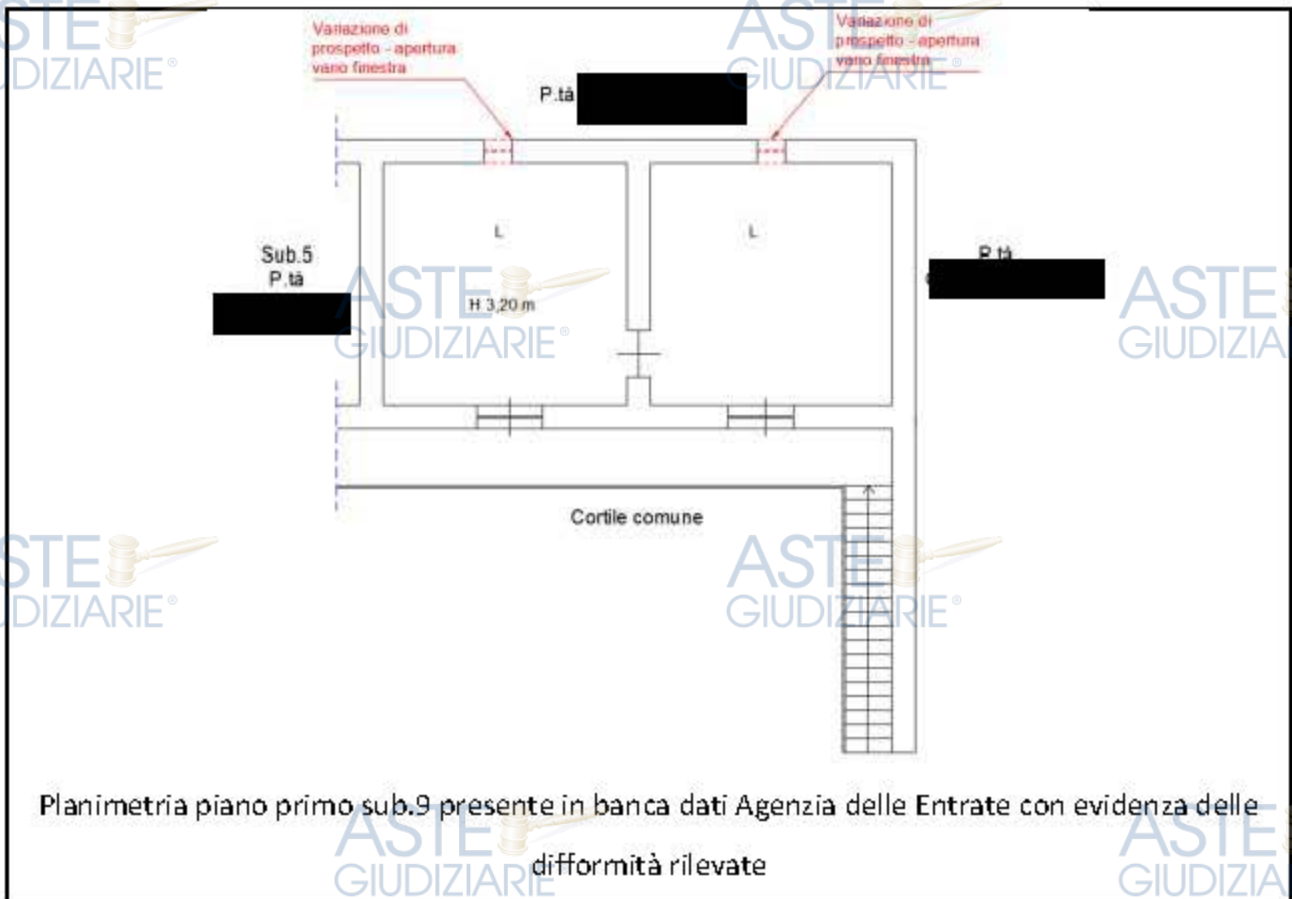 Variazione di
prospetto - apertura
vano finestra
Variazione di
prospetto - apertura
vano finestra
P.tà
L
L
Sub.5
P.tà
P.tà
H 3,20 m
Cortile comune
Planimetria piano primo sub.9 presente in banca dati Agenzia delle Entrate con evidenza delle
difformità rilevate
ASTE
GIUDIZIARIE®
ASTE
GIUDIZIARIE®
ASTE
GIUDIZIARIE®
ASTE
GIUDIZIA
STE
UDIZIARIE®
ASTE
GIUDIZIARIE®
ASTE
GIUDIZIARIE
ASTE
GIUDIZIA